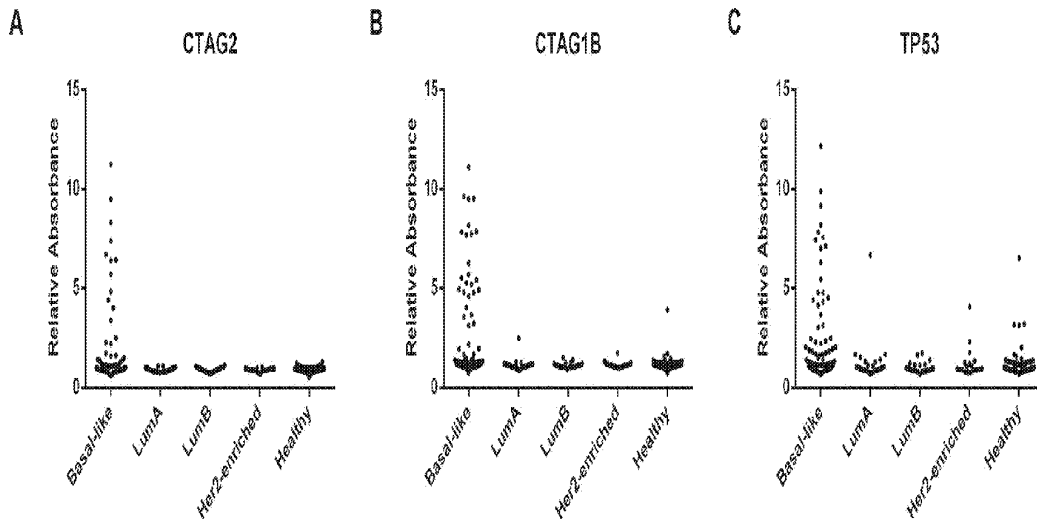 A
CTAG2
Relative Absorbance
15
10
5
0
Basal-like
LumA
LumB
Her2-enriched
Healthy
B
CTAG1B
Relative Absorbance
15
10
5
0
Basal-like
LumA
LumB
Her2-enriched
Healthy
C
TP53
Relative Absorbance
15
10
5
0
Basal-like
LumA
LumB
Her2-enriched
Healthy